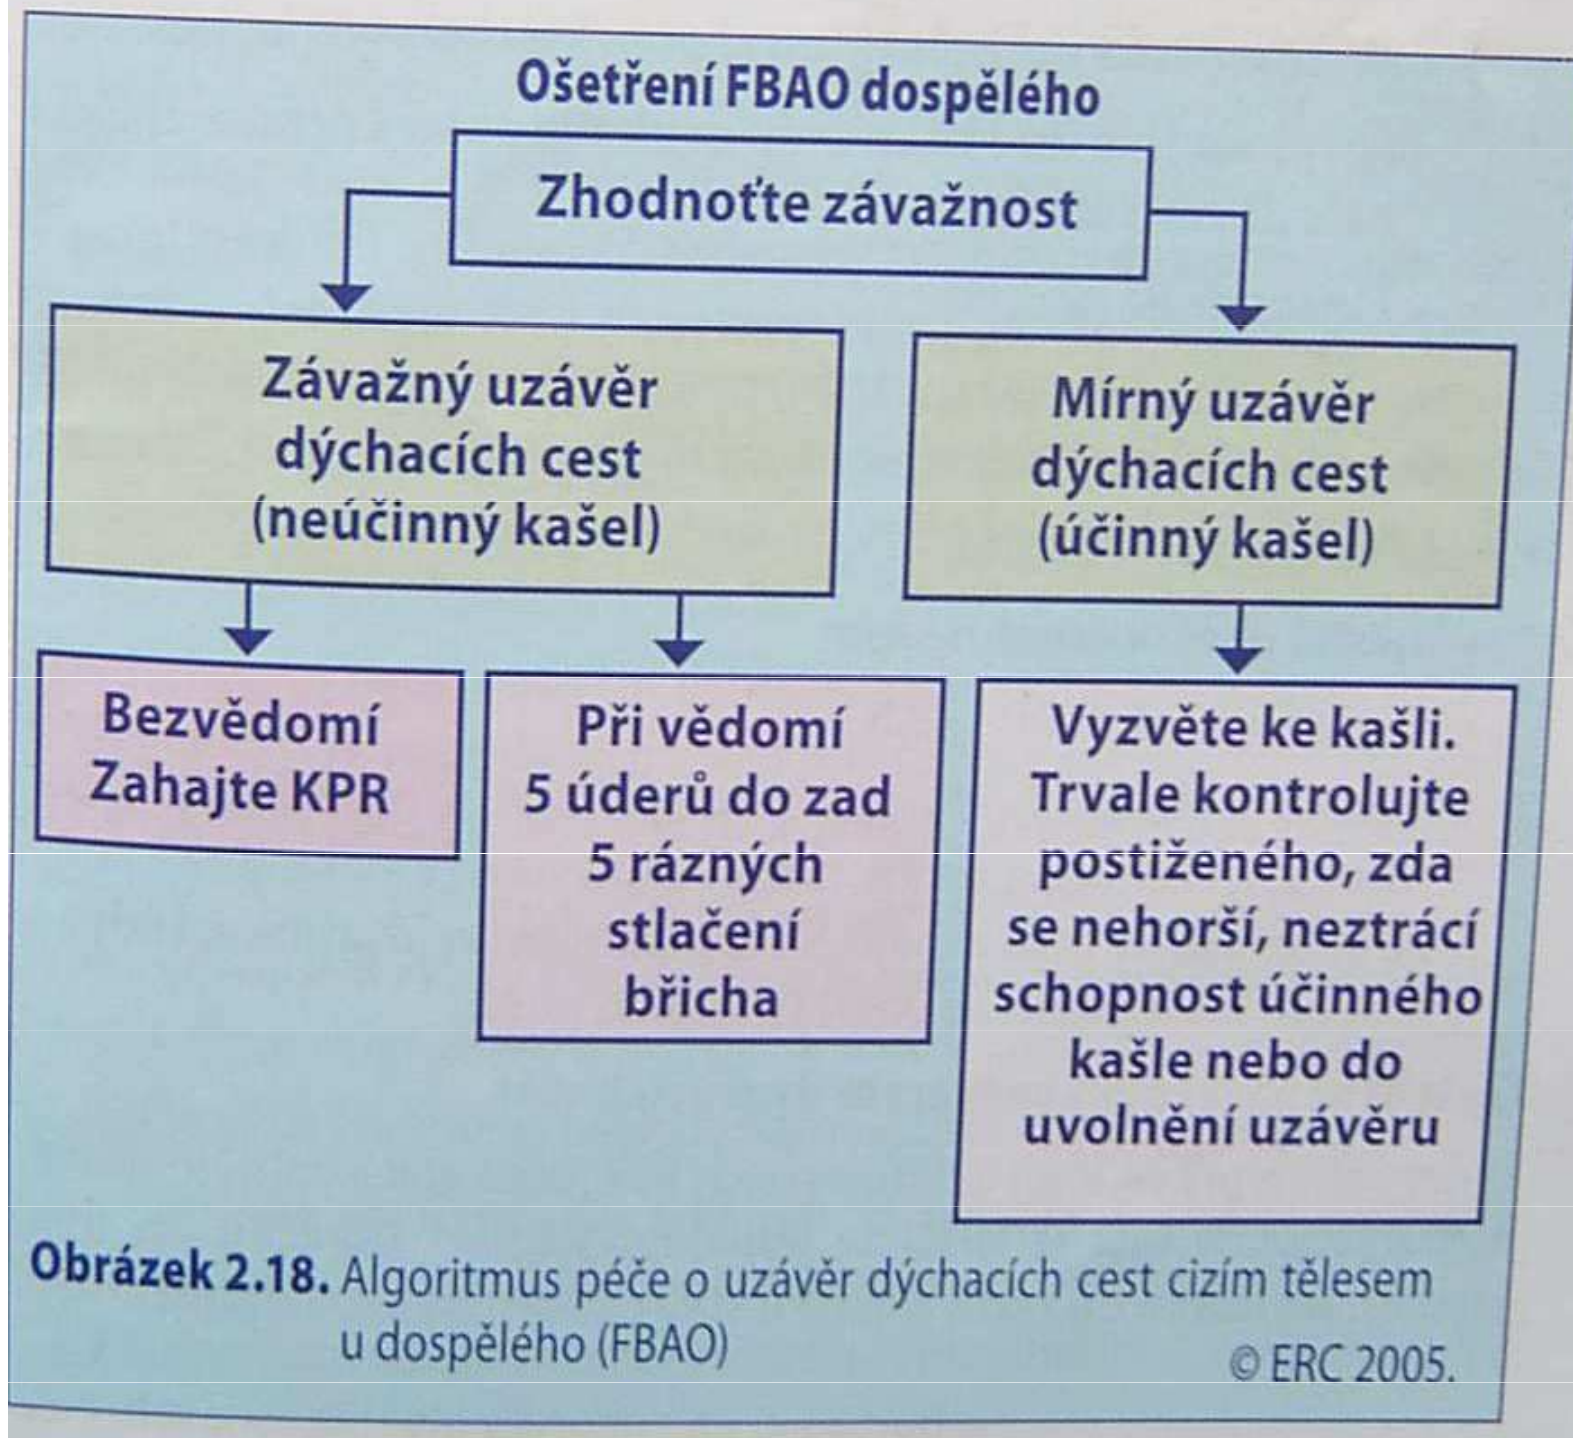 Ošetření FBAO dospělého
Zhodnoťte závažnost
Závažný uzávěr
dýchacích cest
(neúčinný kašel)
Mírný uzávěr
dýchacích cest
(účinný kašel)
Bezvědomí
Zahajte KPR
Při vědomí
5 úderů do zad
5 rázných
stlačení
břicha
Vyzvěte ke kašli.
Trvale kontrolujte
postiženého, zda
se nehorší, neztrácí
schopnost účinného
kašle nebo do
uvolnění uzávěru
Obrázek 2.18. Algoritmus péče o uzávěr dýchacích cest cizím tělesem
u dospělého (FBAO)
© ERC 2005.